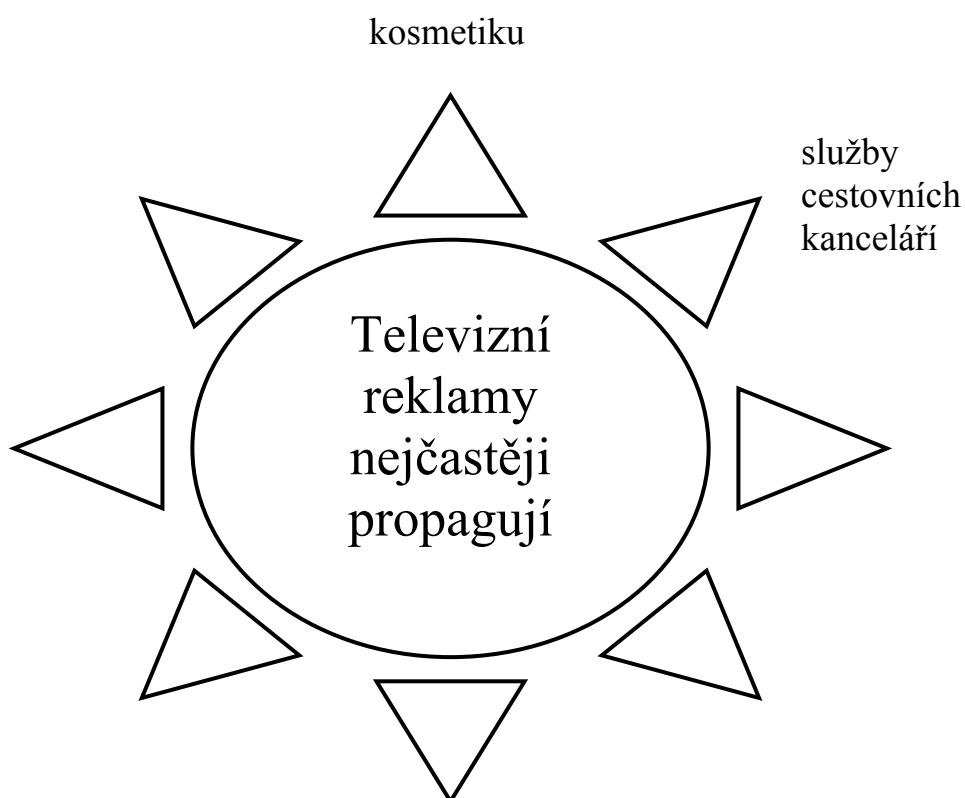 kosmetiku
služby
cestovních
kanceláří
Televizní
reklamy
nejčastěji
propagují